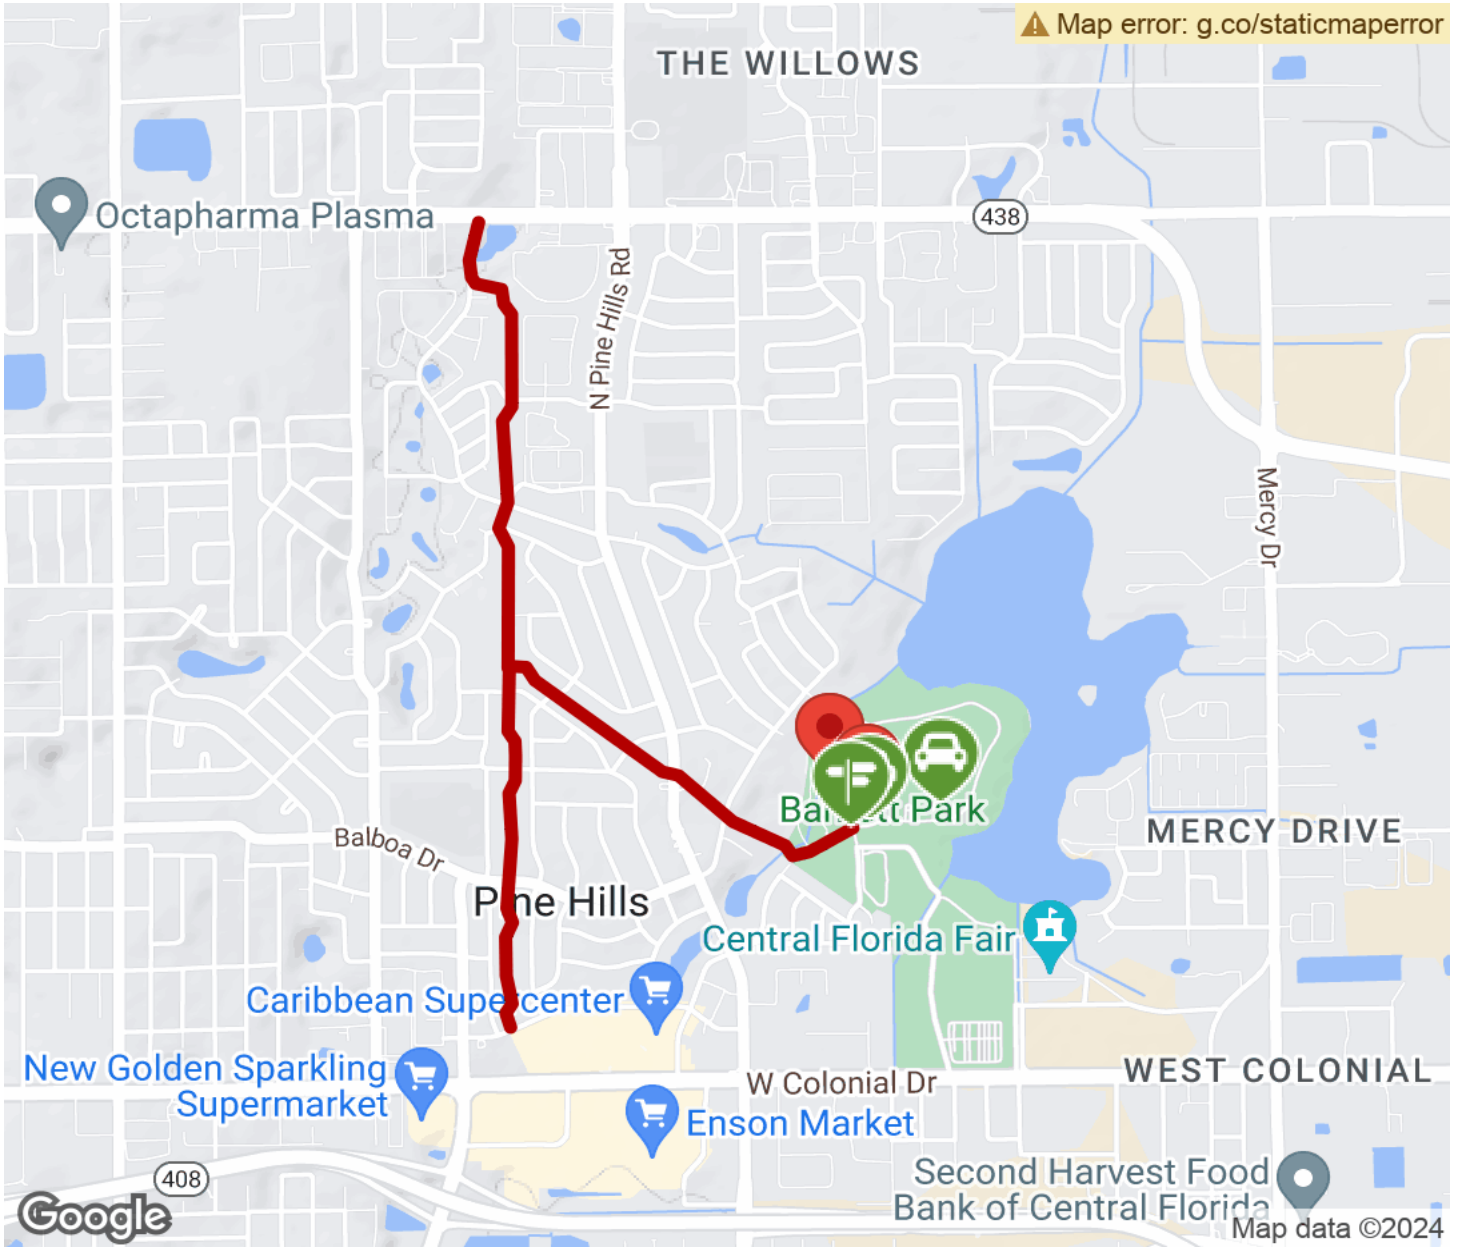 Map error: g.co/staticmaperror
THE WILLOWS
Octapharma Plasma
438
N Pine Hills Rd
Mercy Dr
Park
MERCY DRIVE
Balboa Dr
Hills
Central Florida Fair
Caribbean Supercenter
New Golden Sparkling
Supermarket
W Colonial Dr
WEST COLONIAL
Enson Market
408
Second Harvest Food
Bank of Central Florida
Google
Map data ©2024